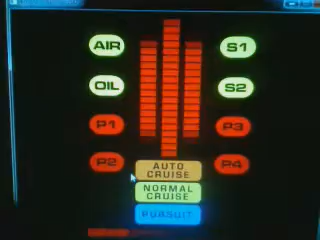 AIR
S1
OIL
S2
P1
P3
P2
P4
AUTO
CRUISE
NORMAL
CRUISE
PURSUIT